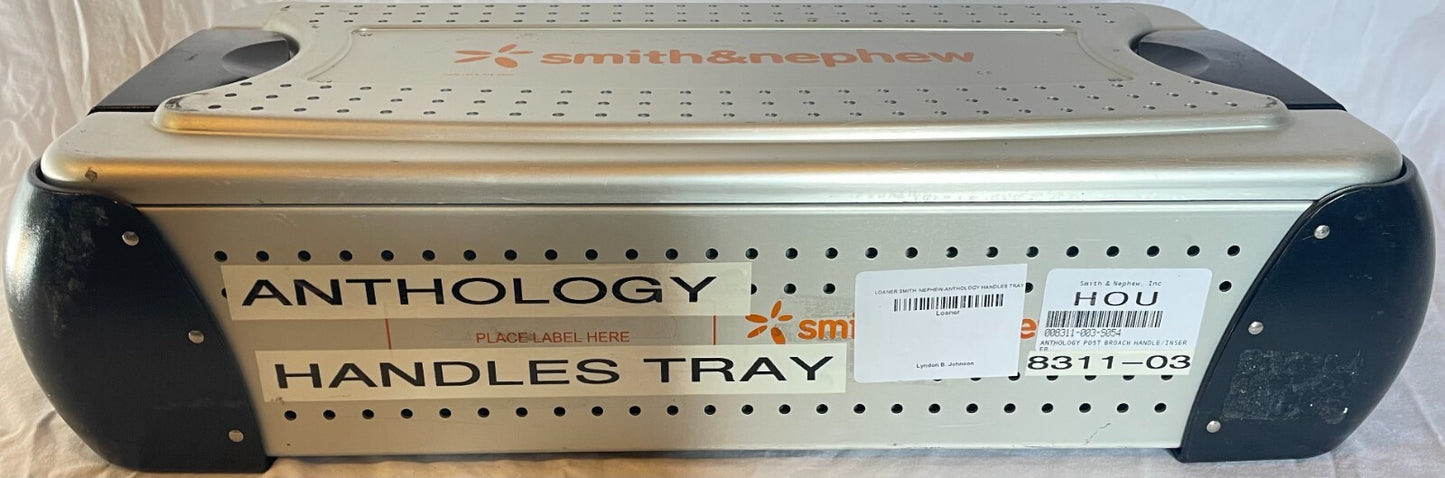 smith&nephew
ANTHOLOGY
PLACE LABEL HERE
smi
e
HANDLES TRAY
LOANER SMITH NEPHEW-ANTHOLOGY HANDLES TRAY
Loaner
Lyndon B. Johnson
Smith & Nephew, Inc
HOU
008311-003-S054
ANTHOLOGY POST BROACH HANDLE/INSER
8311-03